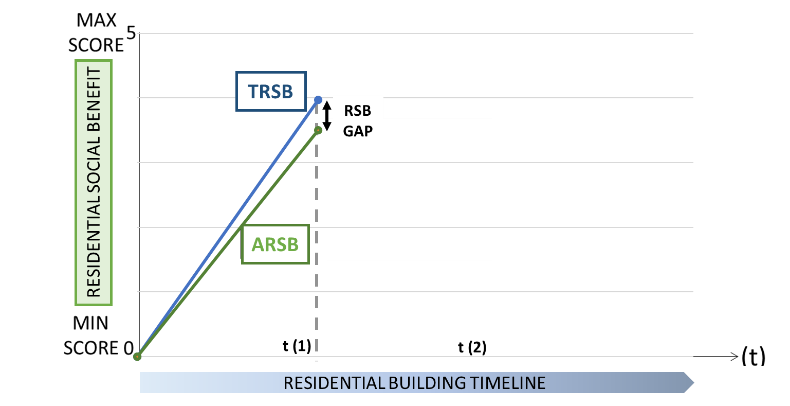 MAX
SCORE 5
TRSB
RSB
GAP
RESIDENTIAL SOCIAL BENEFIT
ARSB
MIN
SCORE 0
t (1)
t (2)
(t)
RESIDENTIAL BUILDING TIMELINE